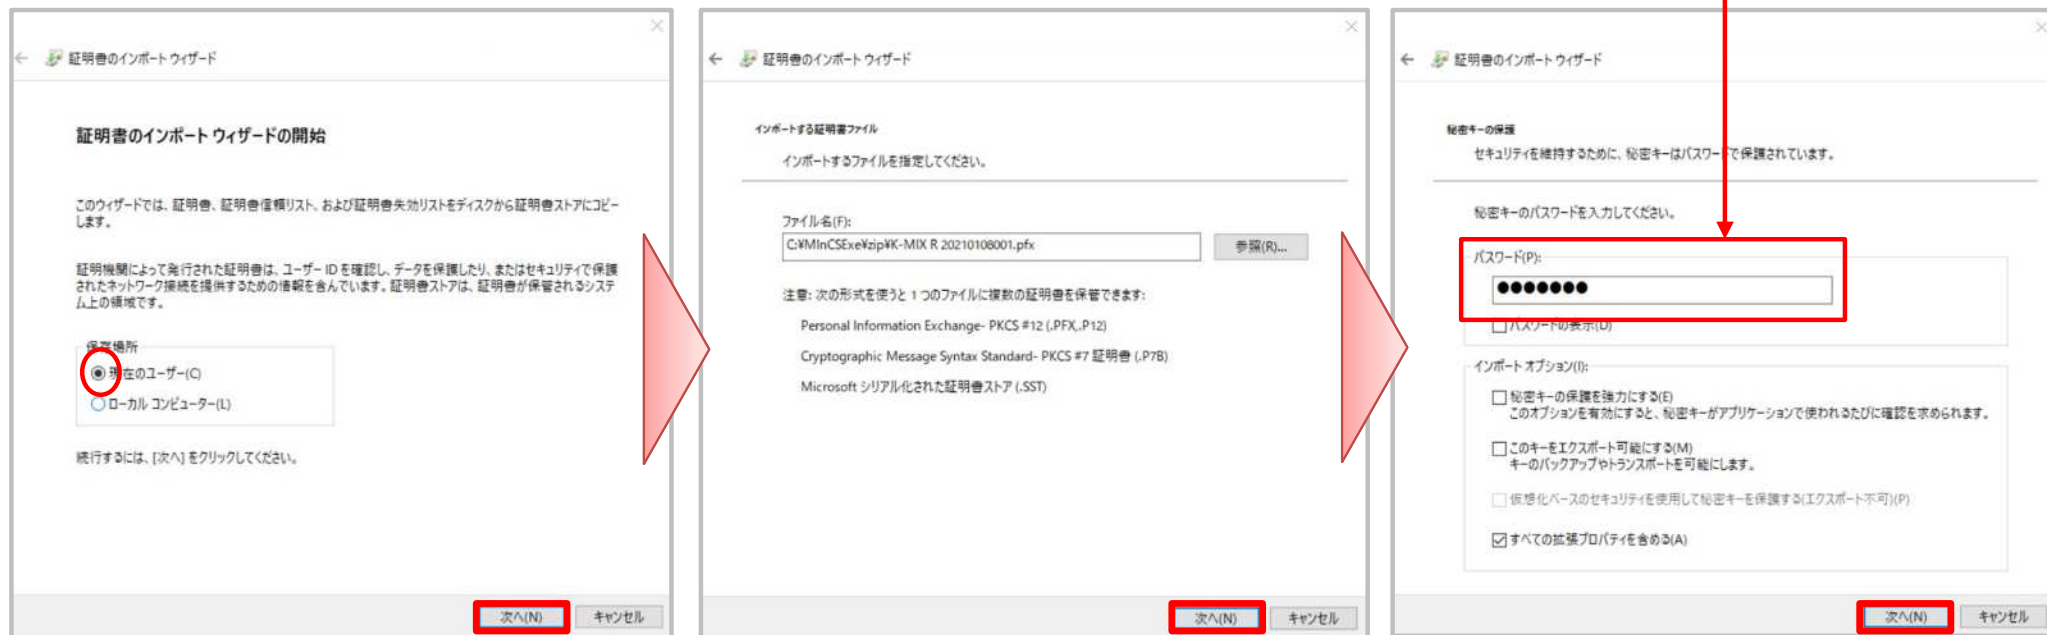 証明書のインポート ウィザード
証明書のインポート ウィザードの開始
このウィザードでは、証明書、証明書信頼リスト、および証明書失効リストをディスクから証明書ストアにコピー
します。
証明機関によって発行された証明書は、ユーザー ID を確認し、データを保護したり、またはセキュリティで保護
されたネットワーク接続を提供するための情報を含んでいます。証明書ストアは、証明書が保管されるシステ
ム上の領域です。
保存場所
現在のユーザー(C)
ローカル コンピューター(L)
続行するには、[次へ] をクリックしてください。
次へ(N)
キャンセル
証明書のインポート ウィザード
インポートする証明書ファイル
インポートするファイルを指定してください。
ファイル名(F):
C:¥MInCSExe¥zip¥K-MIX R 20210108001.pfx
参照(R)...
注意: 次の形式を使うと 1 つのファイルに複数の証明書を保管できます:
Personal Information Exchange- PKCS #12 (.PFX,.P12)
Cryptographic Message Syntax Standard- PKCS #7 証明書 (.P7B)
Microsoft シリアル化された証明書ストア (.SST)
次へ(N)
キャンセル
証明書のインポート ウィザード
秘密キーの保護
セキュリティを維持するために、秘密キーはパスワードで保護されています。
秘密キーのパスワードを入力してください。
パスワード(P):
●●●●●●●
パスワードの表示(D)
インポート オプション(I):
秘密キーの保護を強力にする(E)
このオプションを有効にすると、秘密キーがアプリケーションで使われるたびに確認を求められます。
このキーをエクスポート可能にする(M)
キーのバックアップやトランスポートを可能にします。
仮想化ベースのセキュリティを使用して秘密キーを保護する(エクスポート不可)(P)
すべての拡張プロパティを含める(A)
次へ(N)
キャンセル